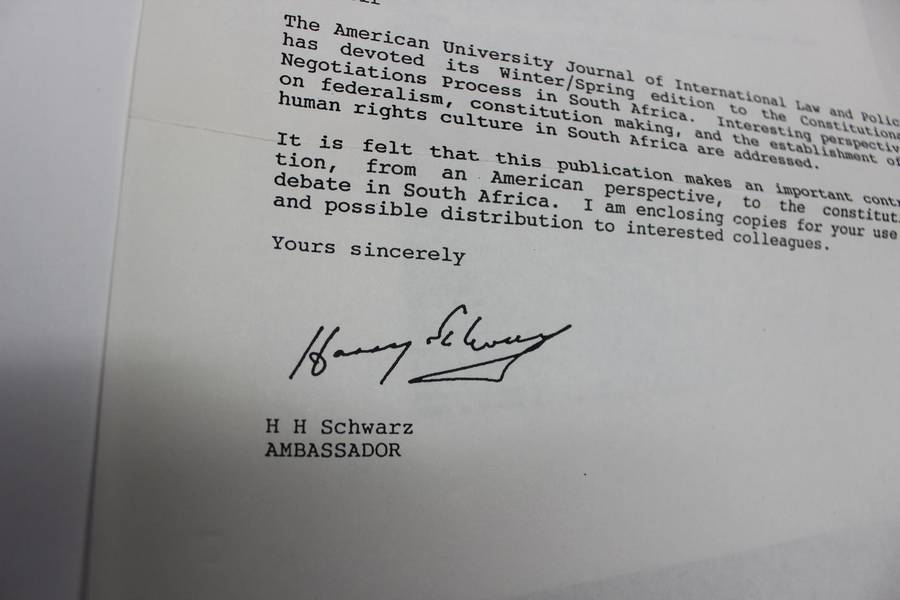 The American University Journal of International Law and Polic
has devoted its Winter/Spring edition to the Constitutiona
Negotiations Process in South Africa. Interesting perspectiv
on federalism, constitution making, and the establishment of
human rights culture in South Africa are addressed.
It is felt that this publication makes an important cont
tion, from an American perspective, to the constitut
debate in South Africa. I am enclosing copies for your use
and possible distribution to interested colleagues.
Yours sincerely
Harry Schwarz
H H Schwarz
AMBASSADOR